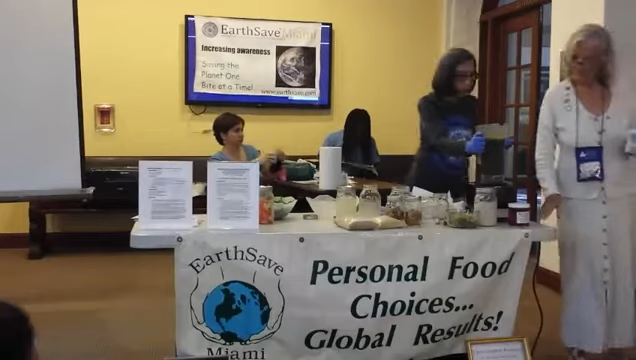 EarthSave Miami
Increasing awareness
Saving the
Planet One
Bite at a Time!
www.earthsave.com
EarthSave
Miami
Personal Food
Choices...
Global Results!